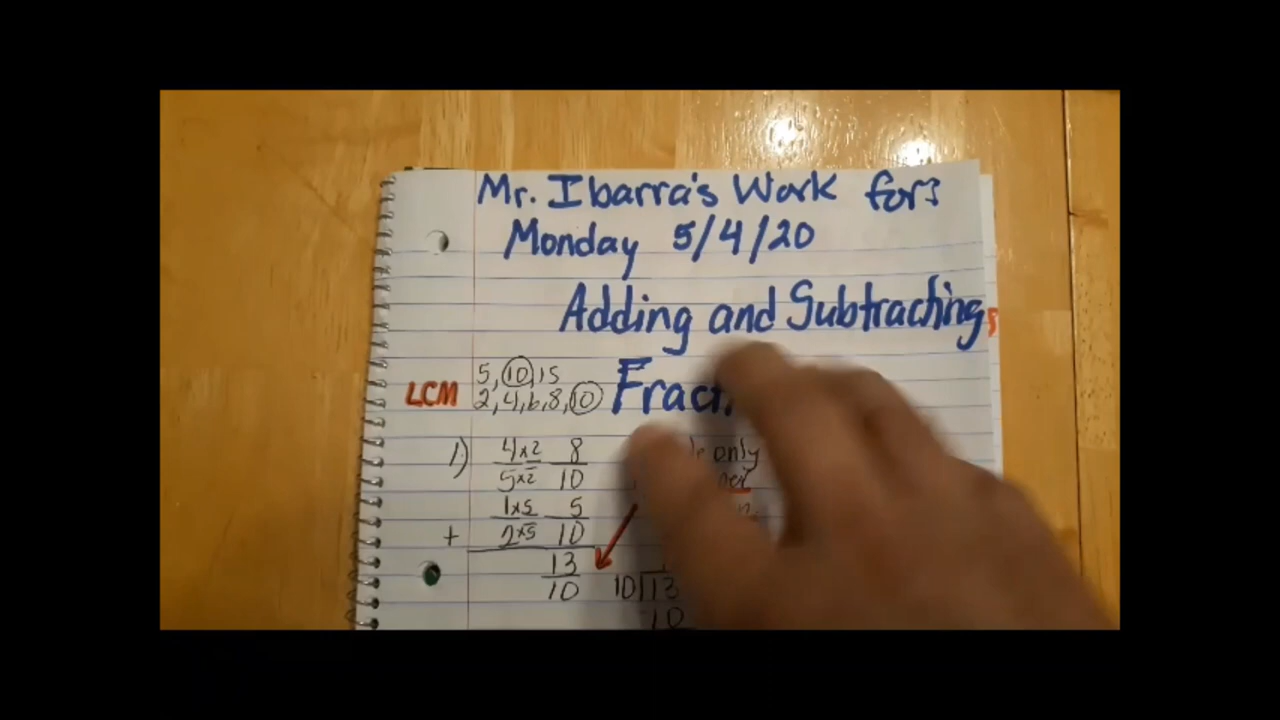 Mr. Ibarra's Work for:
Monday 5/4/20
Adding and Subtracting
5, 10, 15
LCM
2, 4, 6, 8, 10
1) 4x2 8
5x2 10
only
1x5 5
+ 2x5 10
13
10
10 13
10